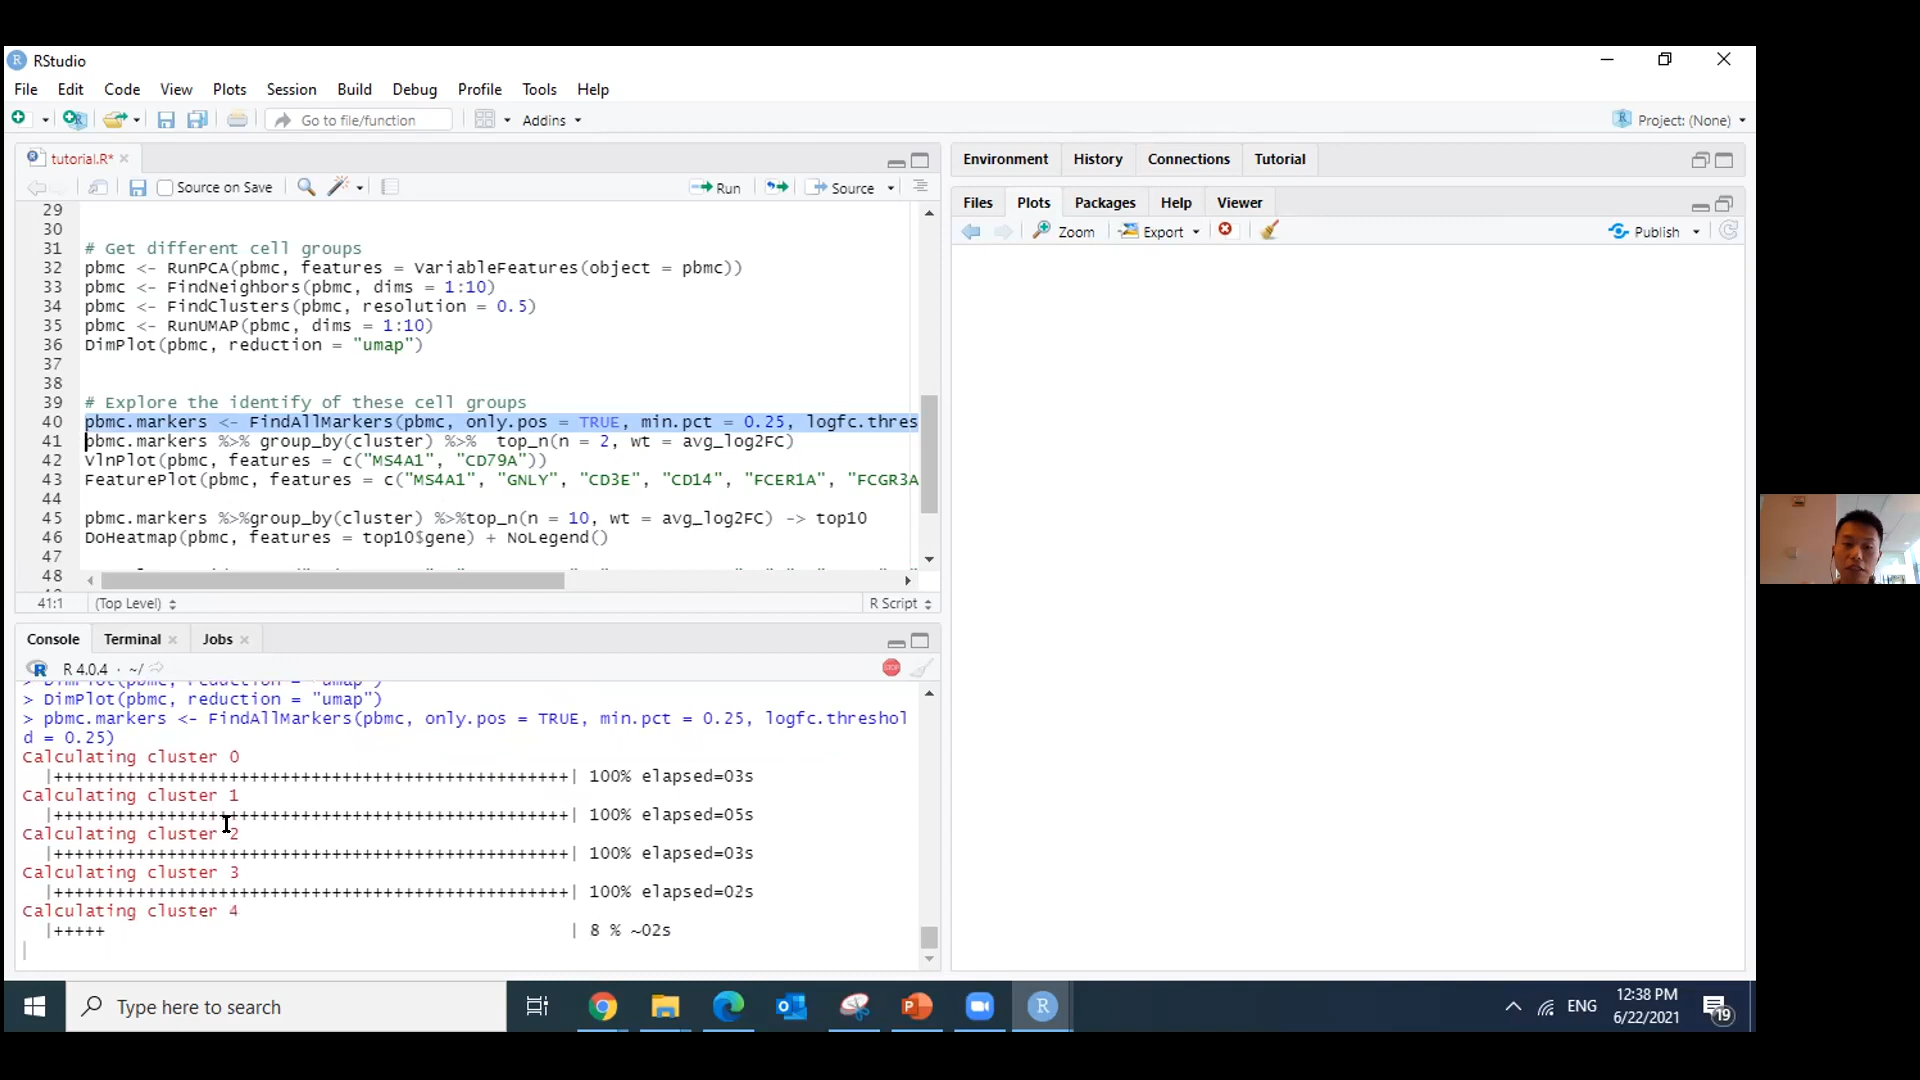 RStudio
File Edit Code View Plots Session Build Debug Profile Tools Help
Go to file/function Addins Project: (None)
tutorial.R*
Source on Save Run Source
29
30
31 # Get different cell groups
32 pbmc <- RunPCA(pbmc, features = VariableFeatures(object = pbmc))
33 pbmc <- FindNeighbors(pbmc, dims = 1:10)
34 pbmc <- FindClusters(pbmc, resolution = 0.5)
35 pbmc <- RunUMAP(pbmc, dims = 1:10)
36 DimPlot(pbmc, reduction = "umap")
37
38
39 # Explore the identify of these cell groups
40 pbmc.markers <- FindAllMarkers(pbmc, only.pos = TRUE, min.pct = 0.25, logfc.thres
41 pbmc.markers %>% group_by(cluster) %>%  top_n(n = 2, wt = avg_log2FC)
42 VlnPlot(pbmc, features = c("MS4A1", "CD79A"))
43 FeaturePlot(pbmc, features = c("MS4A1", "GNLY", "CD3E", "CD14", "FCER1A", "FCGR3A
44
45 pbmc.markers %>%group_by(cluster) %>%top_n(n = 10, wt = avg_log2FC) -> top10
46 DoHeatmap(pbmc, features = top10$gene) + NoLegend()
47
48
41:1 (Top Level) R Script
Console Terminal Jobs
R 4.0.4 · ~/
> DimPlot(pbmc, reduction = "umap")
> DimPlot(pbmc, reduction = "umap")
> pbmc.markers <- FindAllMarkers(pbmc, only.pos = TRUE, min.pct = 0.25, logfc.threshol
d = 0.25)
Calculating cluster 0
|++++++++++++++++++++++++++++++++++++++++++++++++++| 100% elapsed=03s
Calculating cluster 1
|++++++++++++++++++++++++++++++++++++++++++++++++++| 100% elapsed=05s
Calculating cluster 2
|++++++++++++++++++++++++++++++++++++++++++++++++++| 100% elapsed=03s
Calculating cluster 3
|++++++++++++++++++++++++++++++++++++++++++++++++++| 100% elapsed=02s
Calculating cluster 4
|+++++                                             | 8 % ~02s
Environment History Connections Tutorial
Files Plots Packages Help Viewer
Zoom Export Publish
Type here to search
ENG
12:38 PM
6/22/2021
19